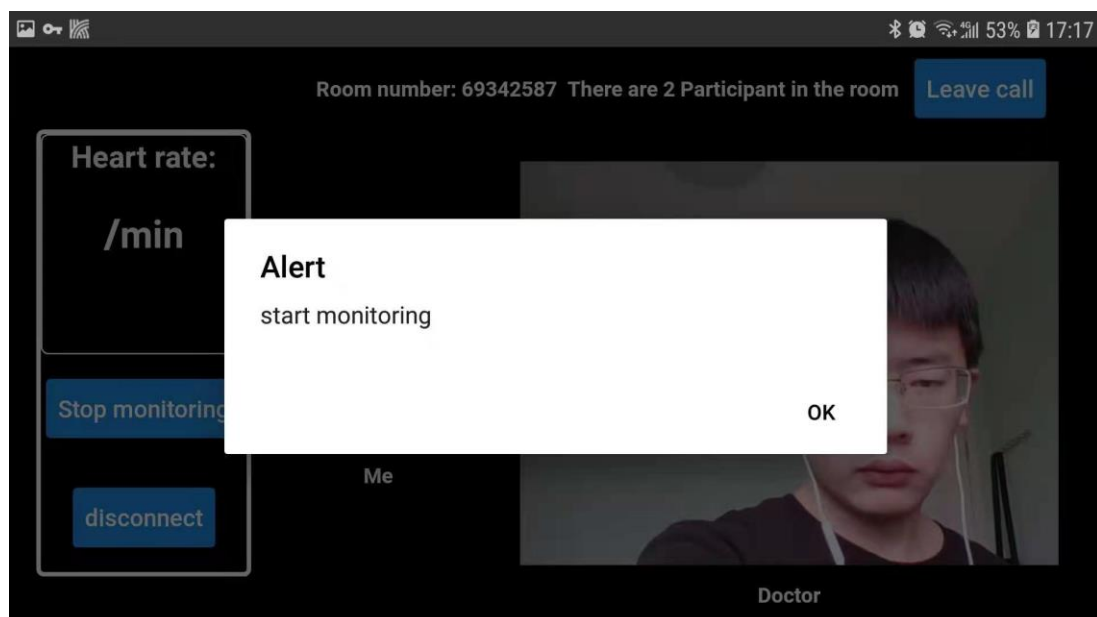 4G 53% 17:17
Room number: 69342587 There are 2 Participant in the room
Leave call
Heart rate:
/min
Alert
start monitoring
OK
Stop monitoring
disconnect
Me
Doctor